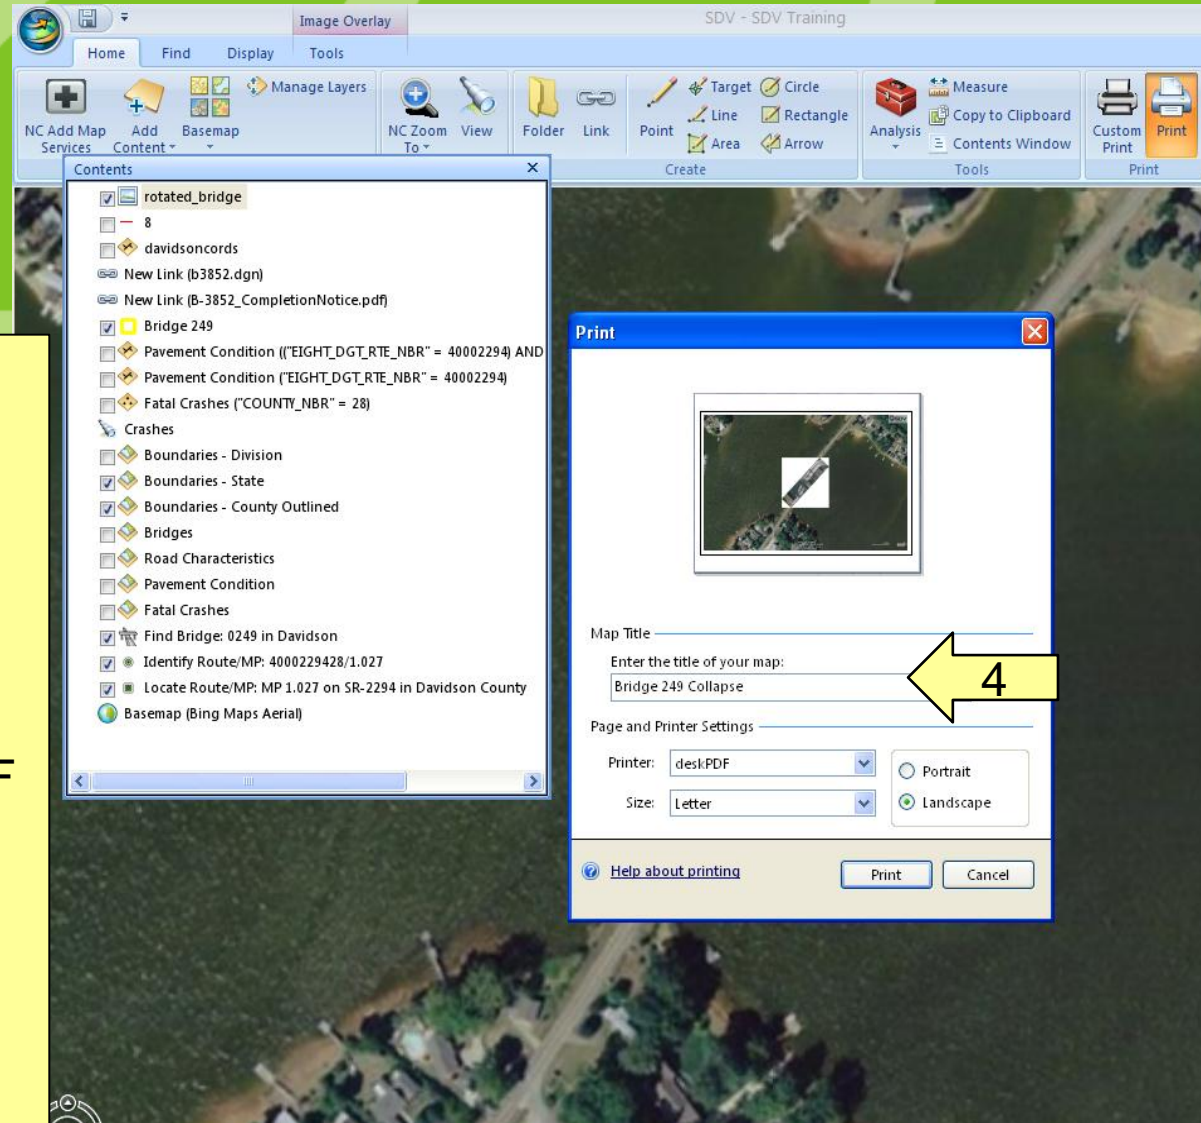 Image Overlay
SDV - SDV Training
Home Find Display Tools
NC Add Map Services
Add Content
Basemap
Manage Layers
NC Zoom To
View
Folder
Link
Point
Target
Circle
Line
Rectangle
Area
Arrow
Create
Analysis
Measure
Copy to Clipboard
Contents Window
Tools
Custom Print
Print
Print
Contents
rotated_bridge
8
davidsoncords
New Link (b3852.dgn)
New Link (B-3852_CompletionNotice.pdf)
Bridge 249
Pavement Condition (("EIGHT_DGT_RTE_NBR" = 40002294) AND
Pavement Condition ("EIGHT_DGT_RTE_NBR" = 40002294)
Fatal Crashes ("COUNTY_NBR" = 28)
Crashes
Boundaries - Division
Boundaries - State
Boundaries - County Outlined
Bridges
Road Characteristics
Pavement Condition
Fatal Crashes
Find Bridge: 0249 in Davidson
Identify Route/MP: 4000229428/1.027
Locate Route/MP: MP 1.027 on SR-2294 in Davidson County
Basemap (Bing Maps Aerial)
Print
Map Title
Enter the title of your map:
Bridge 249 Collapse
4
Page and Printer Settings
Printer: deskPDF
Size: Letter
Portrait
Landscape
Help about printing
Print
Cancel